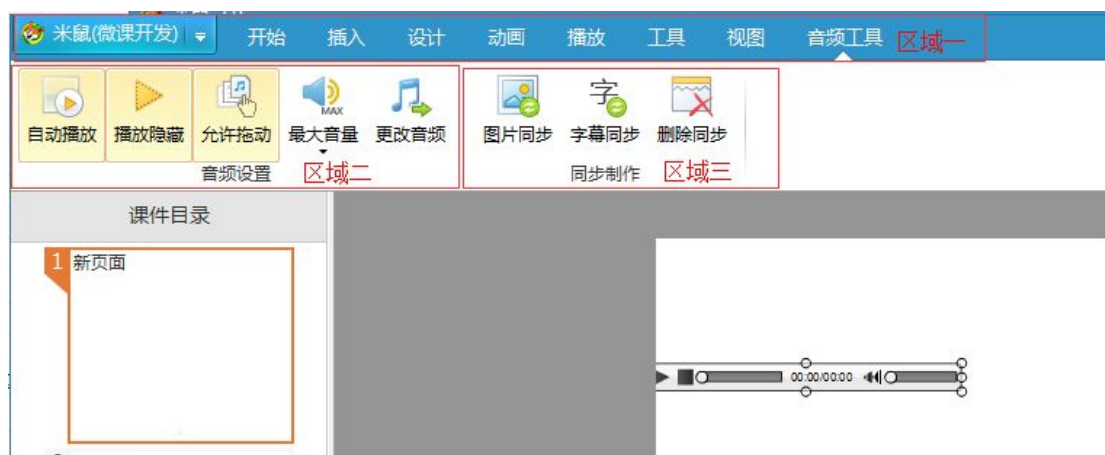 米鼠(微课开发) 开始 插入 设计 动画 播放 工具 视图 音频工具 区域一
MAX
自动播放 播放隐藏 允许拖动 最大音量 更改音频 图片同步 字幕同步 删除同步
字
音频设置 区域二 同步制作 区域三
课件目录
1 新页面
00:00/00:00